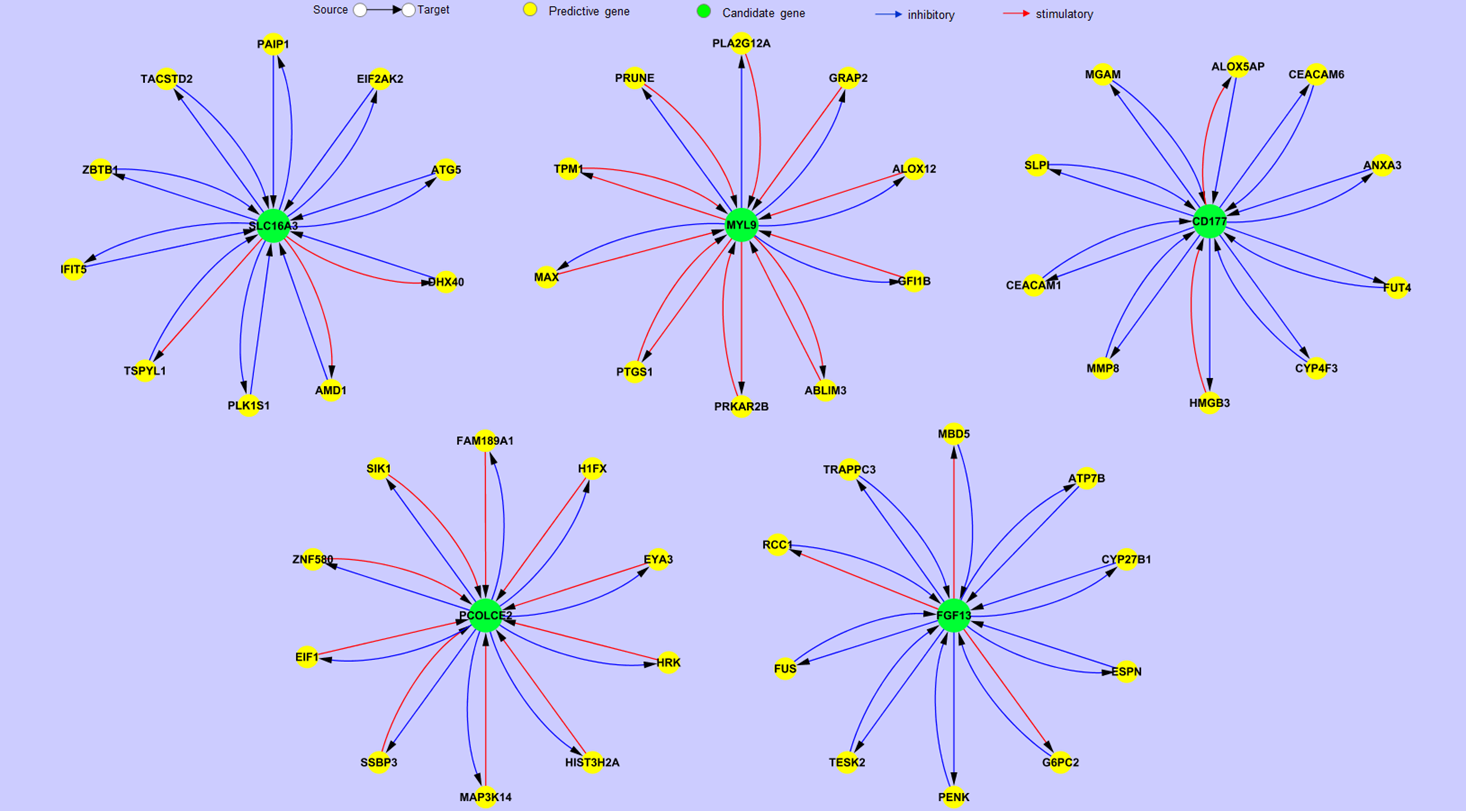 Source Target Predictive gene Candidate gene inhibitory stimulatory
PAIP1
TACSTD2
EIF2AK2
ZBTB1
ATG5
SLC16A3
IFIT5
DHX40
TSPYL1
AMD1
PLK1S1
PLA2G12A
PRUNE
GRAP2
TPM1
ALOX12
MYL9
MAX
GFI1B
PTGS1
ABLIM3
PRKAR2B
ALOX5AP
MGAM
CEACAM6
SLPI
ANXA3
CD177
CEACAM1
FUT4
MMP8
CYP4F3
HMGB3
FAM189A1
SIK1
H1FX
ZNF580
EYA3
PCOLCE2
EIF1
HRK
SSBP3
HIST3H2A
MAP3K14
MBD5
TRAPPC3
ATP7B
RCC1
CYP27B1
FGF13
FUS
ESPN
TESK2
G6PC2
PENK